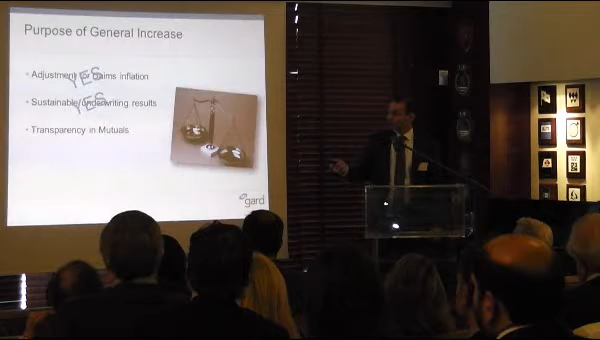 Purpose of General Increase
• Adjustment for claims inflation
YES
• Sustainable/underwriting results
YES
• Transparency in Mutuals
gard